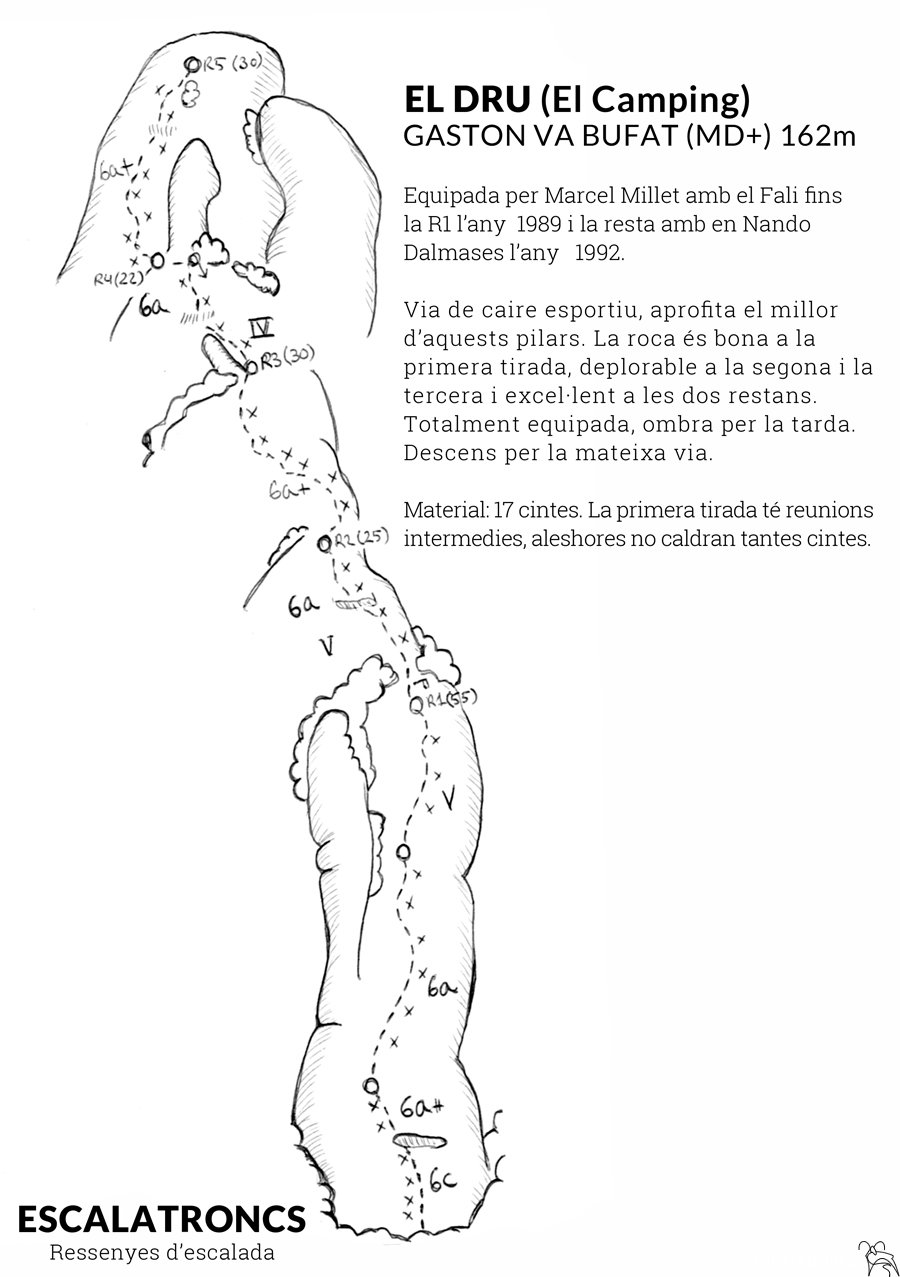 R5 (30)
EL DRU (El Camping)
GASTON VA BUFAT (MD+) 162m
Equipada per Marcel Millet amb el Fali fins
la R1 l’any 1989 i la resta amb en Nando
Dalmases l’any 1992.
Via de caire esportiu, aprofita el millor
d’aquests pilars. La roca és bona a la
primera tirada, deplorable a la segona i la
tercera i excel·lent a les dos restans.
Totalment equipada, ombra per la tarda.
Descens per la mateixa via.
Material: 17 cintes. La primera tirada té reunions
intermedies, aleshores no caldran tantes cintes.
6a+
R4(22)
6a
IV
R3(30)
6a+
R2(25)
6a
V
R1(55)
V
6a
6a+
6c
ESCALATRONCS
Ressenyes d’escalada